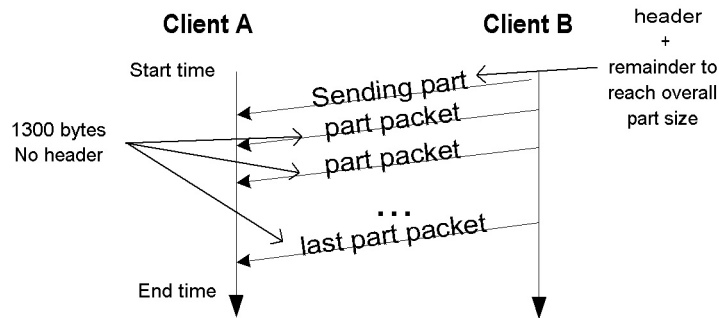 Client A
Client B
header
+
remainder to
reach overall
part size
Start time
Sending part
part packet
part packet
1300 bytes
No header
...
last part packet
End time